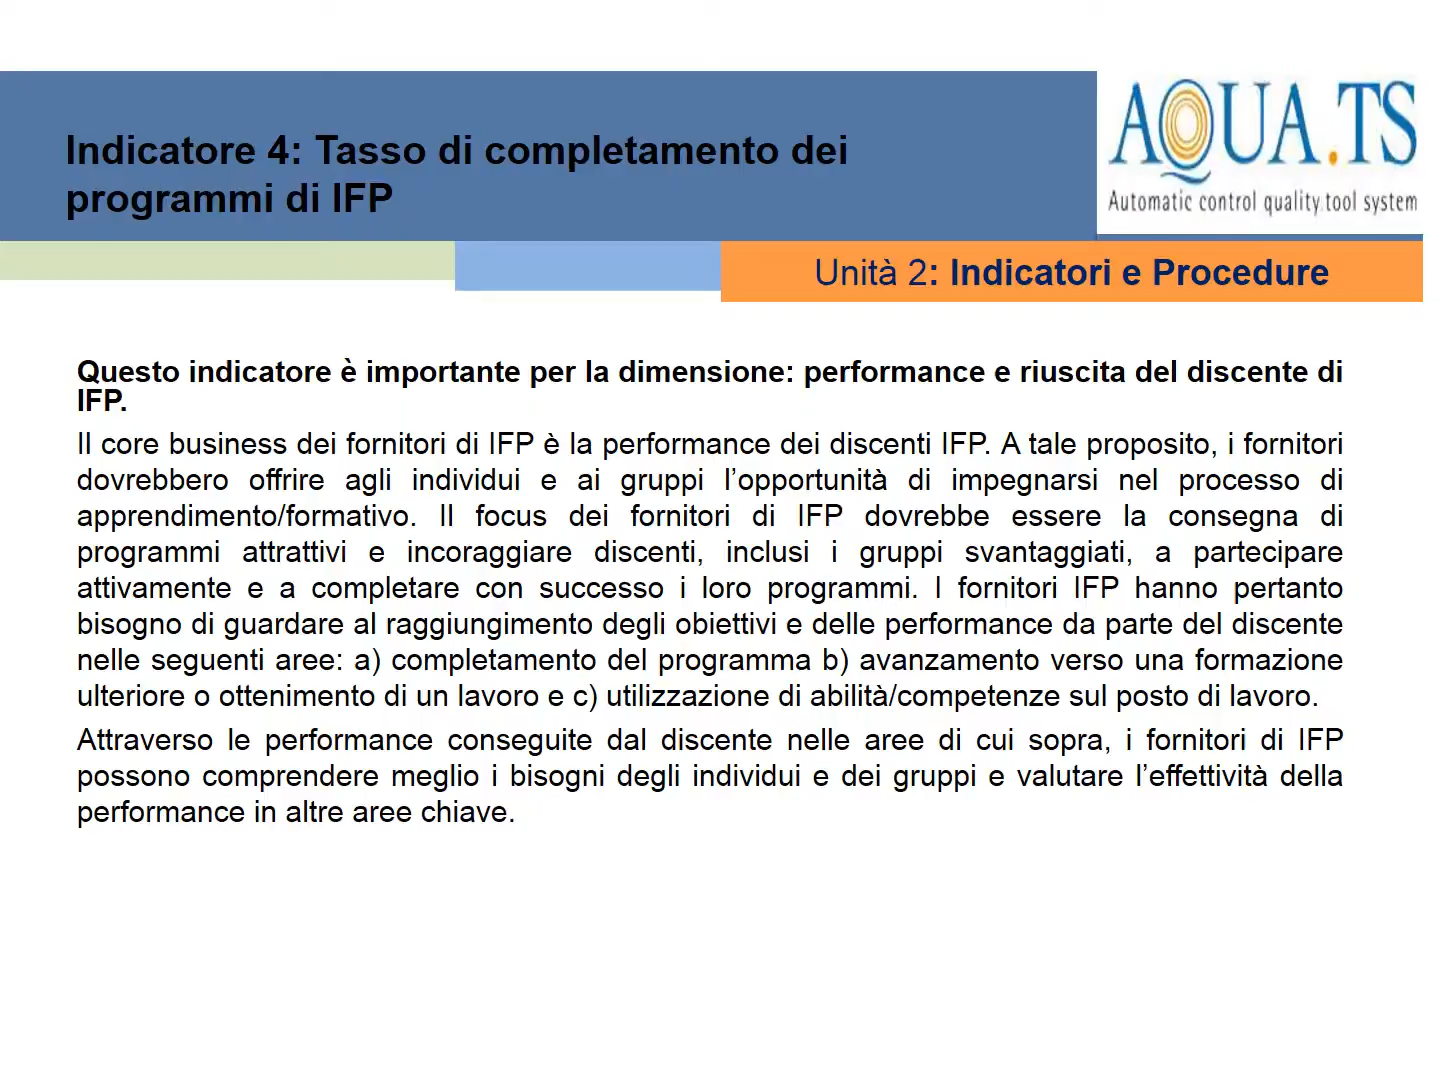 Indicatore 4: Tasso di completamento dei
programmi di IFP
AQUA.TS
Automatic control quality tool system
Unità 2: Indicatori e Procedure
Questo indicatore è importante per la dimensione: performance e riuscita del discente di
IFP.
Il core business dei fornitori di IFP è la performance dei discenti IFP. A tale proposito, i fornitori
dovrebbero offrire agli individui e ai gruppi l’opportunità di impegnarsi nel processo di
apprendimento/formativo. Il focus dei fornitori di IFP dovrebbe essere la consegna di
programmi attrattivi e incoraggiare discenti, inclusi i gruppi svantaggiati, a partecipare
attivamente e a completare con successo i loro programmi. I fornitori IFP hanno pertanto
bisogno di guardare al raggiungimento degli obiettivi e delle performance da parte del discente
nelle seguenti aree: a) completamento del programma b) avanzamento verso una formazione
ulteriore o ottenimento di un lavoro e c) utilizzazione di abilità/competenze sul posto di lavoro.
Attraverso le performance conseguite dal discente nelle aree di cui sopra, i fornitori di IFP
possono comprendere meglio i bisogni degli individui e dei gruppi e valutare l’effettività della
performance in altre aree chiave.